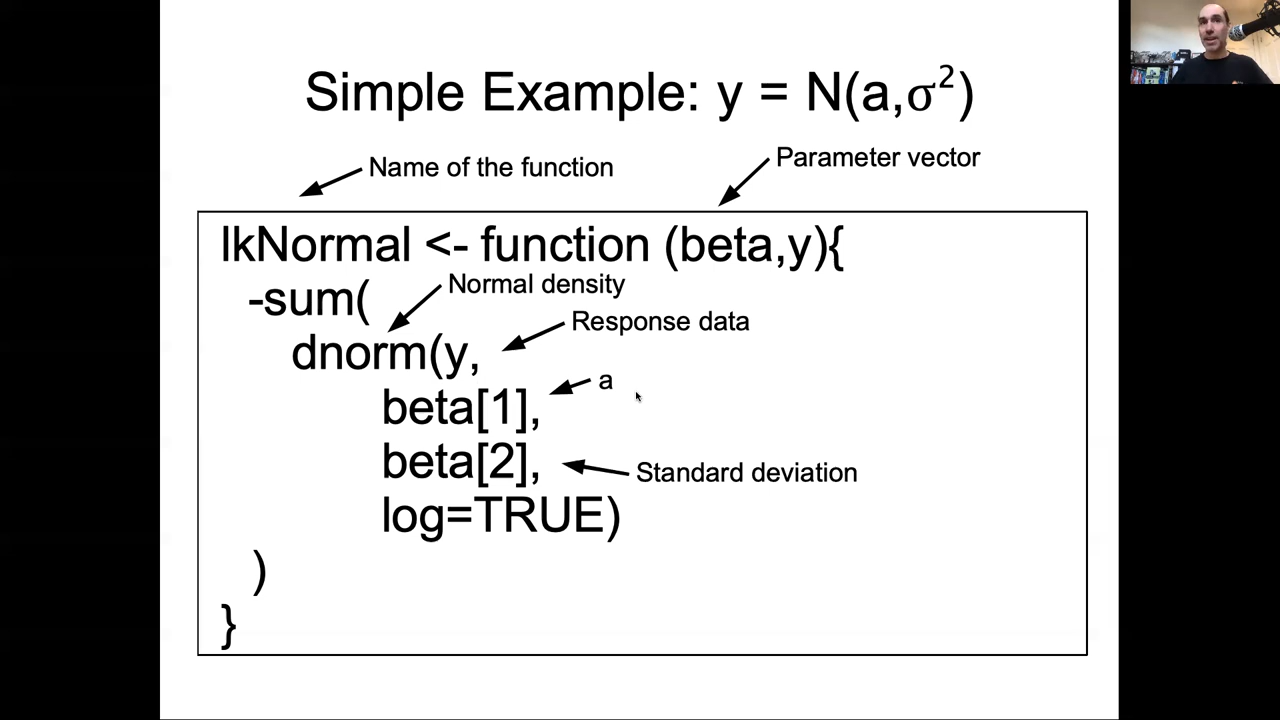 Simple Example: y = N(a,σ²)
Name of the function
Parameter vector
lkNormal <- function (beta,y){
Normal density
-sum(
Response data
dnorm(y,
a
beta[1],
beta[2],
Standard deviation
log=TRUE)
)
}